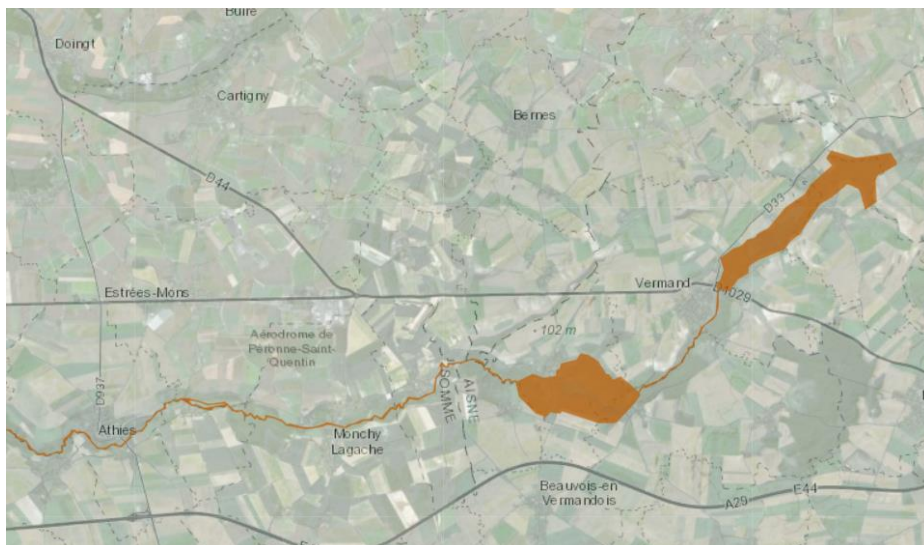 Buire
Doingt
Cartigny
Bernes
D44
D33
Estrées-Mons
Vermand
D1029
102 m
Aérodrome de
Péronne-Saint-
Quentin
AISNE
SOMME
D937
Athies
Monchy
Lagache
Beauvois-en
Vermandois
A29
E44